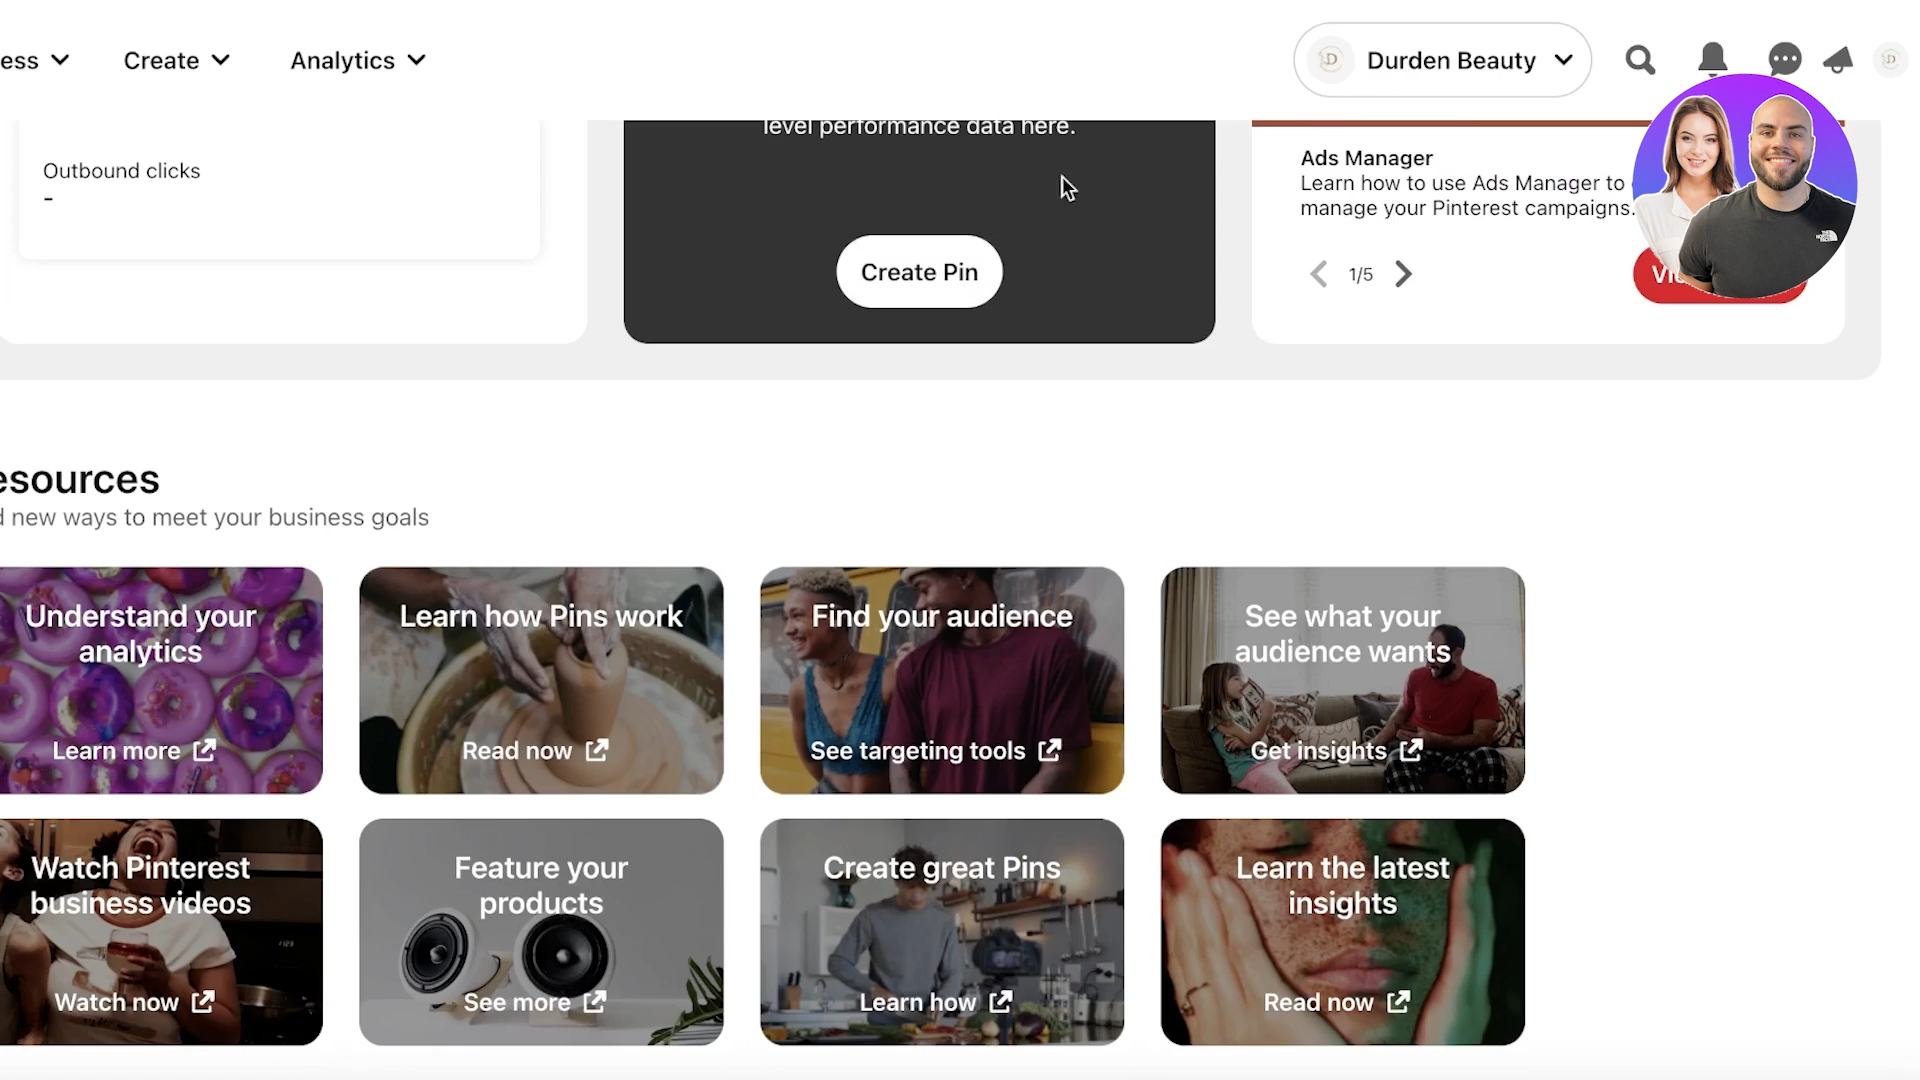 ess
Create
Analytics
D
Durden Beauty
D
level performance data here.
Outbound clicks
-
Ads Manager
Learn how to use Ads Manager to
manage your Pinterest campaigns.
THE
NORTH
FACE
Create Pin
1/5
esources
d new ways to meet your business goals
Understand your
analytics
Learn more
Learn how Pins work
Read now
Find your audience
See targeting tools
See what your
audience wants
Get insights
Watch Pinterest
business videos
Watch now
Feature your
products
See more
Create great Pins
Learn how
Learn the latest
insights
Read now